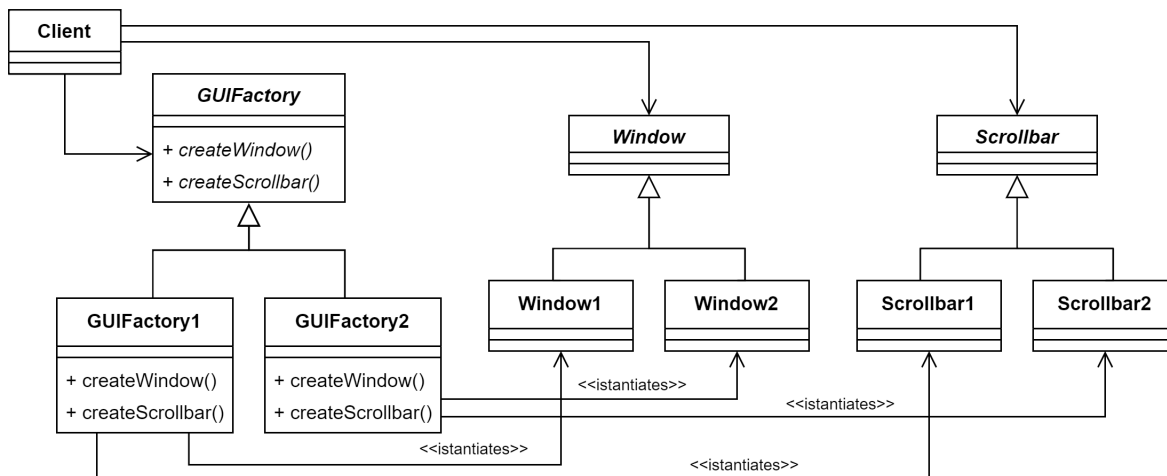 Client
GUIFactory
+ createWindow()
+ createScrollbar()
Window
Scrollbar
GUIFactory1
+ createWindow()
+ createScrollbar()
GUIFactory2
+ createWindow()
+ createScrollbar()
Window1
Window2
Scrollbar1
Scrollbar2
<<istantiates>>
<<istantiates>>
<<istantiates>>
<<istantiates>>